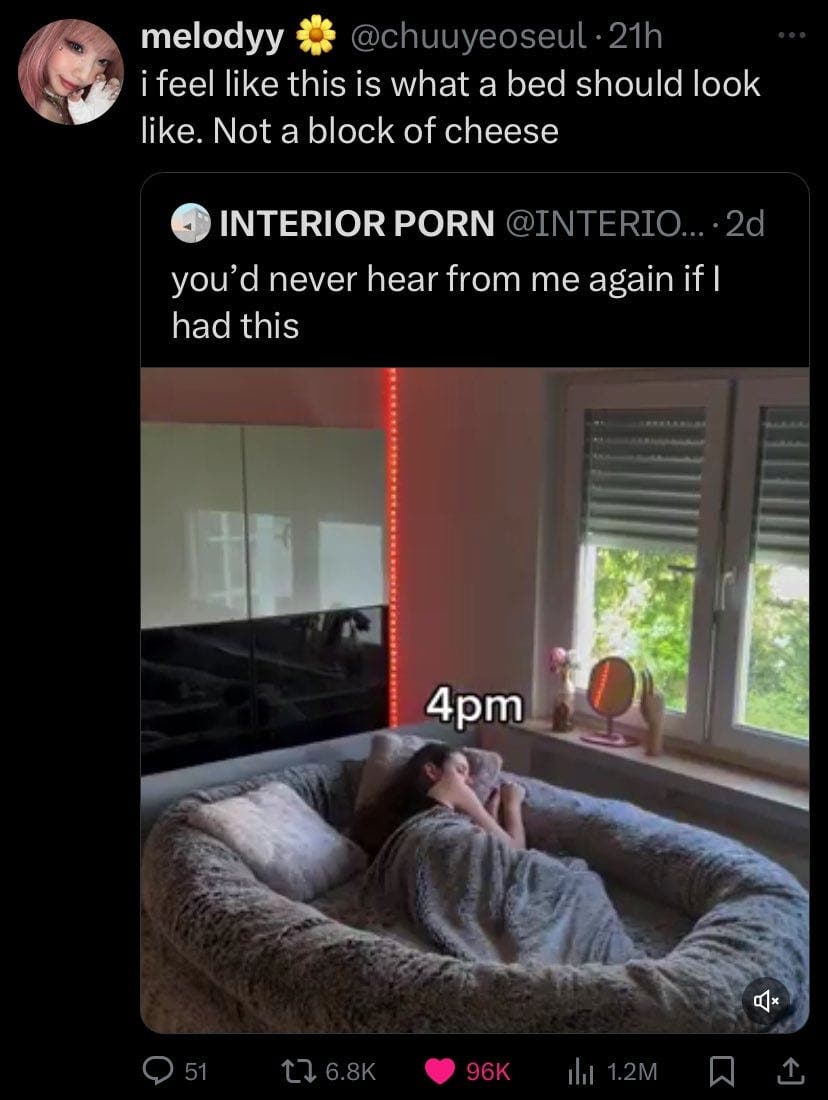 melodyy 🌼 @chuuyeoseul · 21h
i feel like this is what a bed should look
like. Not a block of cheese
INTERIOR PORN @INTERIO... · 2d
you’d never hear from me again if I
had this
4pm
51 6.8K 96K 1.2M